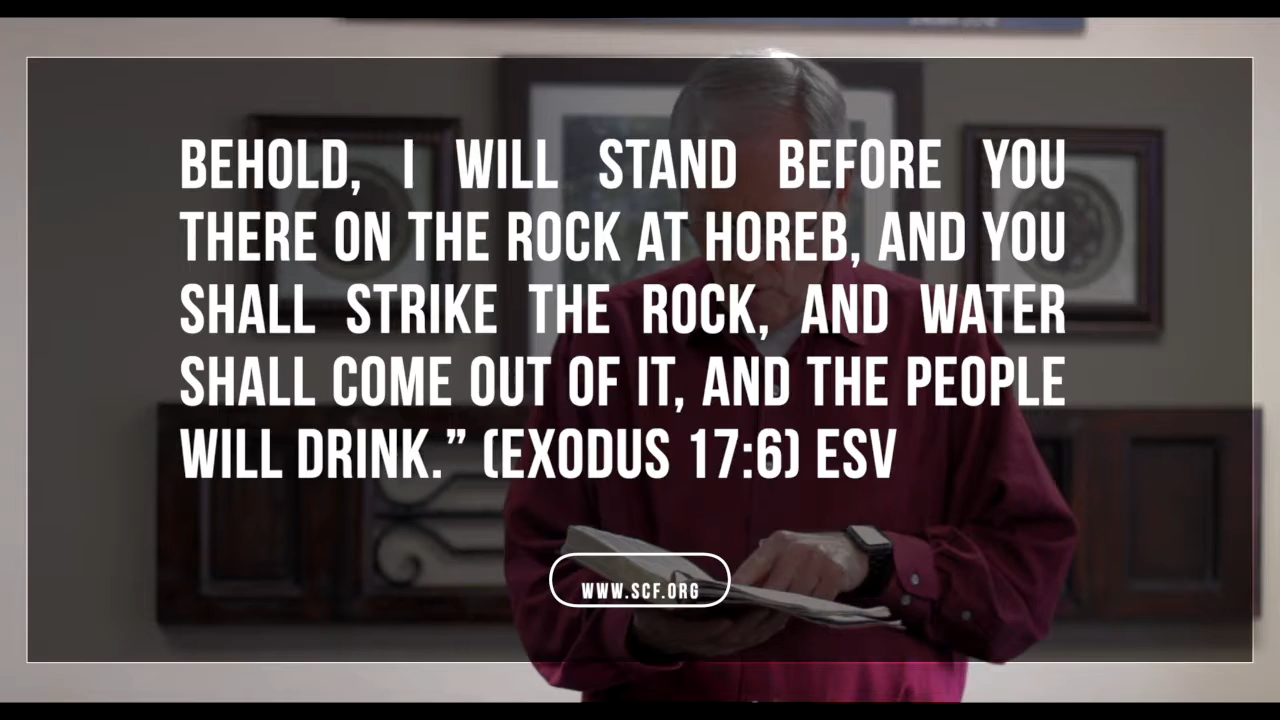 BEHOLD, I WILL STAND BEFORE YOU
THERE ON THE ROCK AT HOREB, AND YOU
SHALL STRIKE THE ROCK, AND WATER
SHALL COME OUT OF IT, AND THE PEOPLE
WILL DRINK.” (EXODUS 17:6) ESV
WWW.SCF.ORG